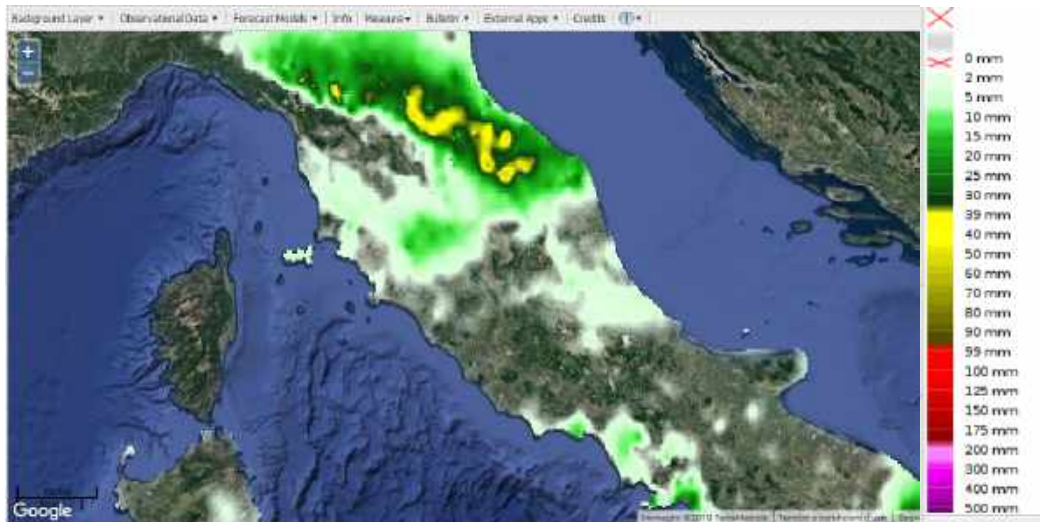 Background Layer ▾ Observational Data ▾ Forecast Models ▾ Info Measure ▾ Bulletin ▾ External Apps ▾ Credits
+
−
0 mm
2 mm
5 mm
10 mm
15 mm
20 mm
25 mm
30 mm
39 mm
40 mm
50 mm
60 mm
70 mm
80 mm
90 mm
99 mm
100 mm
125 mm
150 mm
175 mm
200 mm
300 mm
400 mm
500 mm
Google